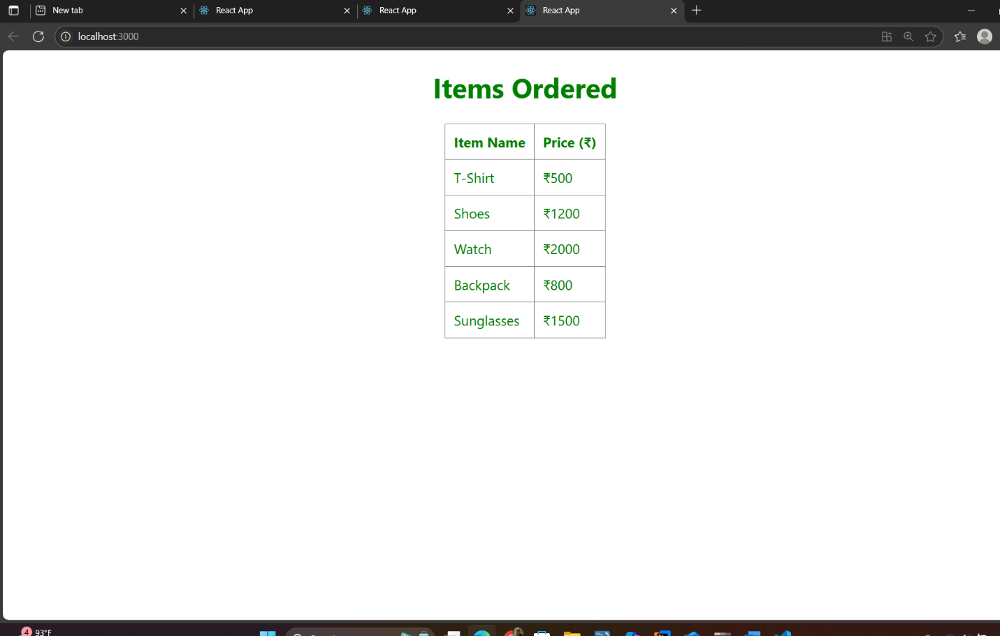 New tab
React App
React App
React App
localhost:3000
Items Ordered
Item Name Price (₹)
T-Shirt ₹500
Shoes ₹1200
Watch ₹2000
Backpack ₹800
Sunglasses ₹1500
4 93°F